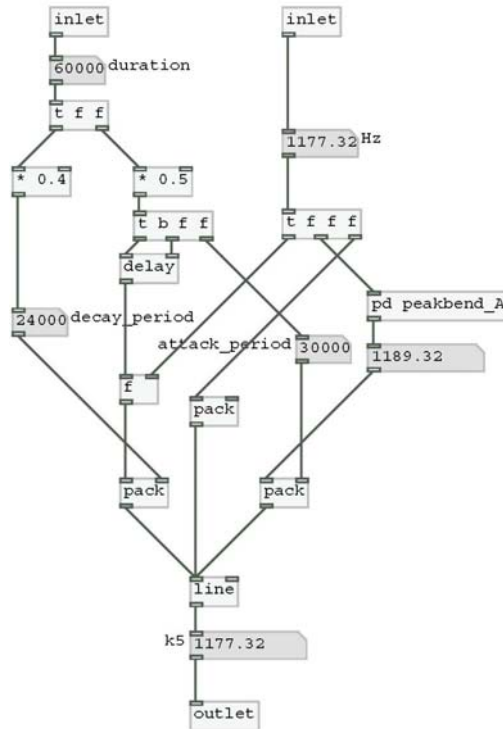 inlet
inlet
60000 duration
t f f
1177.32 Hz
* 0.4
* 0.5
t b f f
t f f f
delay
pd peakbend_A
24000 decay_period
attack_period 30000
1189.32
f
pack
pack
pack
line
k5 1177.32
outlet